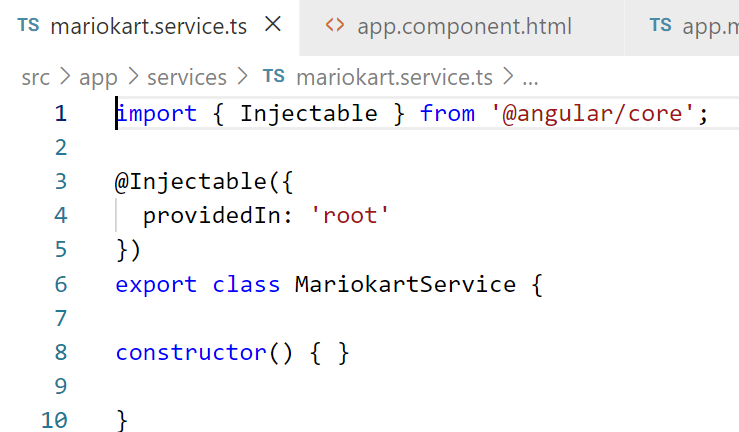 TS mariokart.service.ts × <> app.component.html TS app.m
src > app > services > TS mariokart.service.ts > ...
1 import { Injectable } from '@angular/core';
2
3 @Injectable({
4   providedIn: 'root'
5 })
6 export class MariokartService {
7
8 constructor() { }
9
10 }